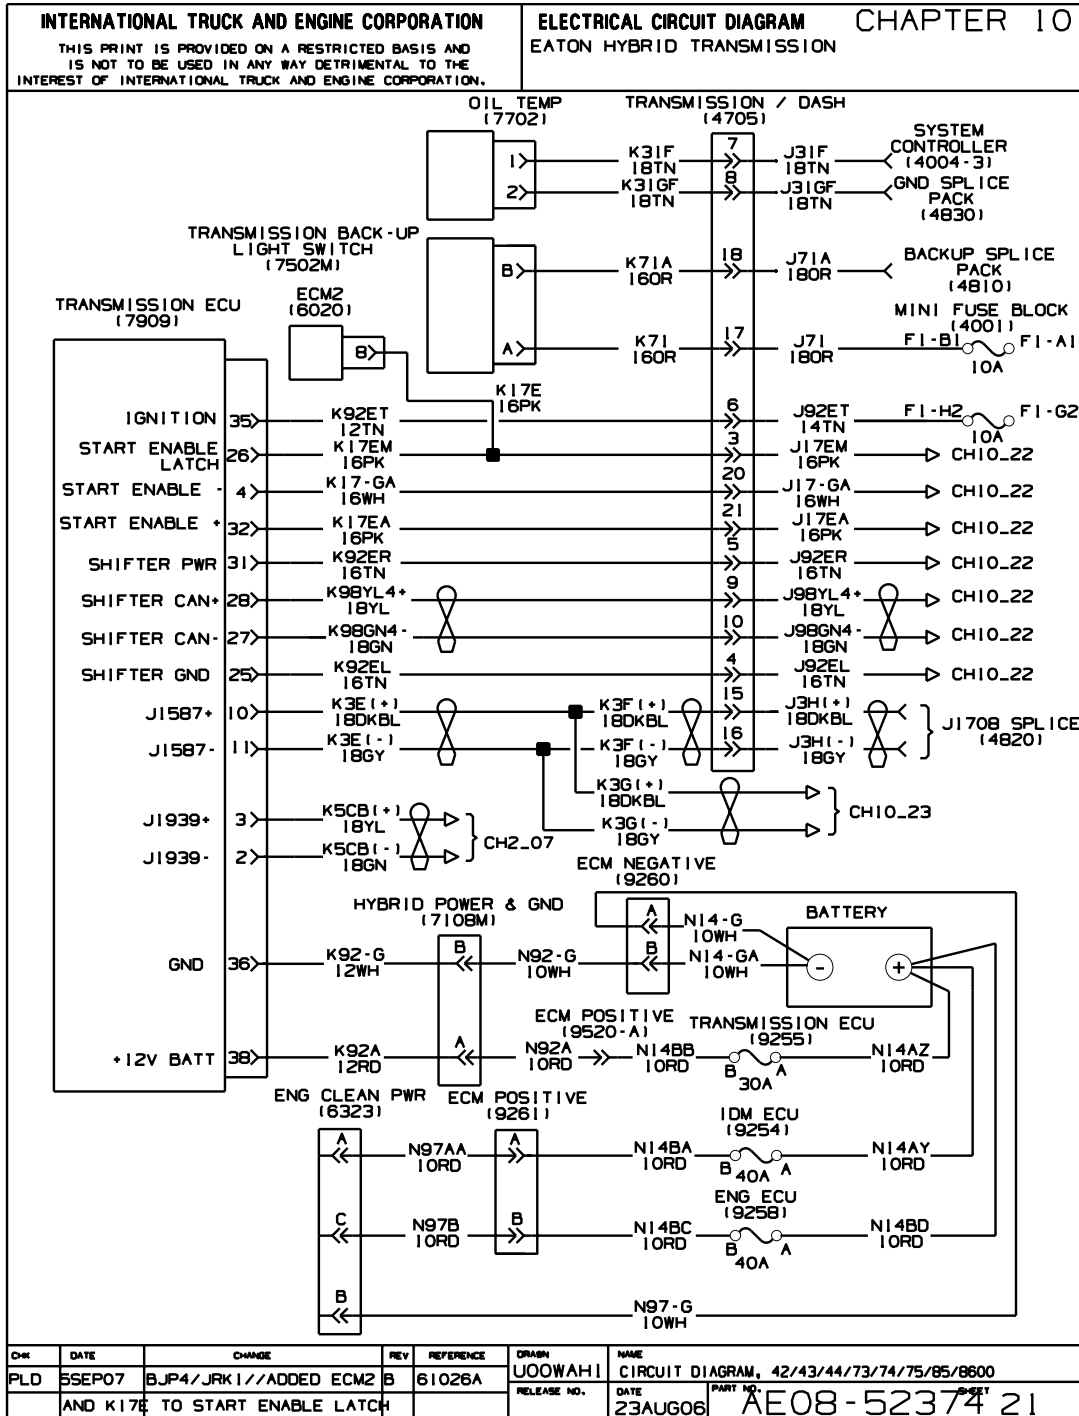 INTERNATIONAL TRUCK AND ENGINE CORPORATION
THIS PRINT IS PROVIDED ON A RESTRICTED BASIS AND
IS NOT TO BE USED IN ANY WAY DETRIMENTAL TO THE
INTEREST OF INTERNATIONAL TRUCK AND ENGINE CORPORATION.
ELECTRICAL CIRCUIT DIAGRAM
EATON HYBRID TRANSMISSION
CHAPTER 10
OIL TEMP
(7702)
TRANSMISSION / DASH
(4705)
SYSTEM
CONTROLLER
(4004-3)
1 K31F 7 J31F
18TN 18TN
2 K31GF 8 J31GF
18TN 18TN
GND SPLICE
PACK
(4830)
TRANSMISSION BACK-UP
LIGHT SWITCH
(7502M)
B K71A 18 J71A
16OR 18OR
BACKUP SPLICE
PACK
(4810)
MINI FUSE BLOCK
(4001)
A K71 17 J71 F1-B1 F1-A1
16OR 18OR 10A
ECM2
(6020)
8
K17E
16PK
TRANSMISSION ECU
(7909)
IGNITION 35 K92ET 6 J92ET F1-H2 F1-G2
12TN 14TN 10A
START ENABLE
LATCH
26 K17EM 3 J17EM CH10_22
16PK 16PK
START ENABLE - 4 K17-GA 20 J17-GA CH10_22
16WH 16WH
START ENABLE + 32 K17EA 21 J17EA CH10_22
16PK 16PK
SHIFTER PWR 31 K92ER 5 J92ER CH10_22
16TN 16TN
SHIFTER CAN+ 28 K98YL4+ 9 J98YL4+ CH10_22
18YL 18YL
SHIFTER CAN- 27 K98GN4- 10 J98GN4- CH10_22
18GN 18GN
SHIFTER GND 25 K92EL 4 J92EL CH10_22
16TN 16TN
J1587+ 10 K3E(+) K3F(+) 15 J3H(+)
18DKBL 18DKBL 18DKBL
J1587- 11 K3E(-) K3F(-) 16 J3H(-)
18GY 18GY 18GY
J1708 SPLICE
(4820)
K3G(+)
18DKBL
K3G(-)
18GY
CH10_23
J1939+ 3 K5CB(+)
18YL
J1939- 2 K5CB(-)
18GN
CH2_07
ECM NEGATIVE
(9260)
HYBRID POWER & GND
(7108M)
BATTERY
A N14-G
10WH
GND 36 K92-G B N92-G B N14-GA - +
12WH 10WH 10WH
ECM POSITIVE
(9520-A)
TRANSMISSION ECU
(9255)
+12V BATT 38 K92A A N92A N14BB B A N14AZ
12RD 10RD 10RD 30A 10RD
ENG CLEAN PWR
(6323)
ECM POSITIVE
(9261)
IDM ECU
(9254)
A N97AA A N14BA B A N14AY
10RD 10RD 40A 10RD
ENG ECU
(9258)
C N97B B N14BC B A N14BD
10RD 10RD 40A 10RD
B N97-G
10WH
CHK DATE CHANGE REV REFERENCE DRAWN NAME
PLD 5SEP07 BJP4/JRK1//ADDED ECM2 B 61026A U00WAH1 CIRCUIT DIAGRAM, 42/43/44/73/74/75/85/8600
AND K17E TO START ENABLE LATCH
RELEASE NO. DATE PART NO. SHEET
23AUG06 AE08-52374 21